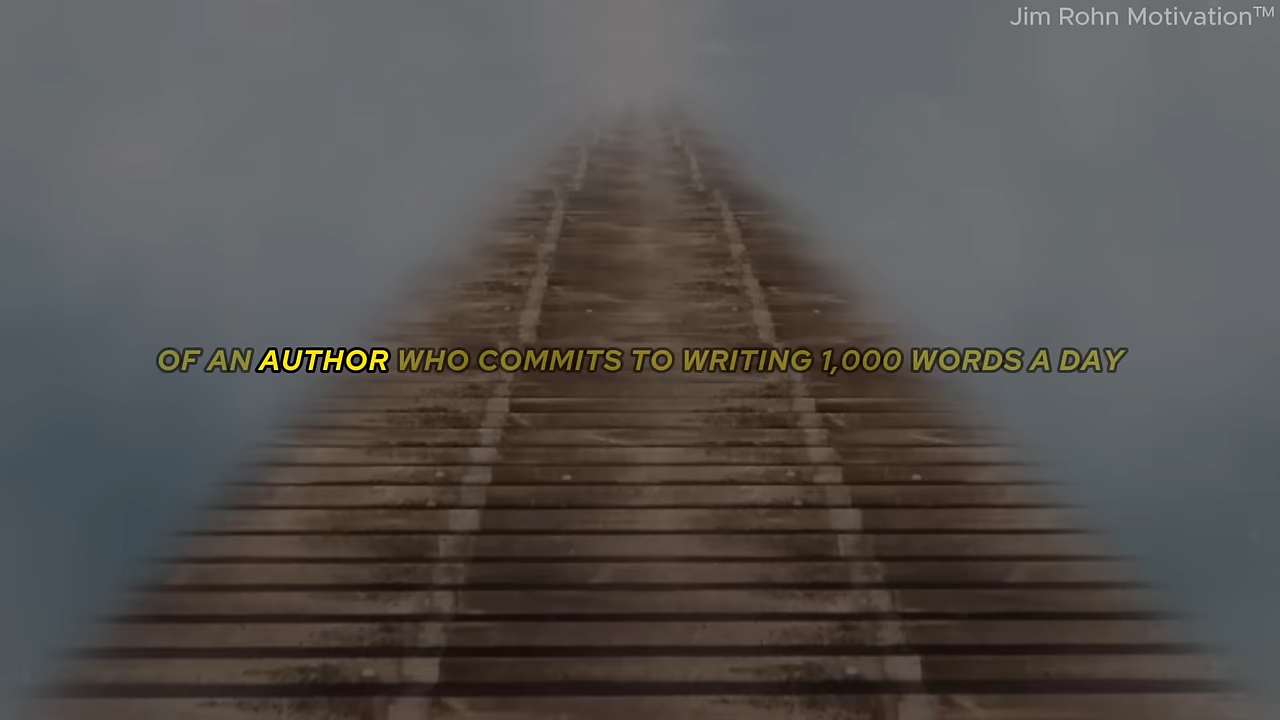 Jim Rohn Motivation™
OF AN AUTHOR WHO COMMITS TO WRITING 1,000 WORDS A DAY